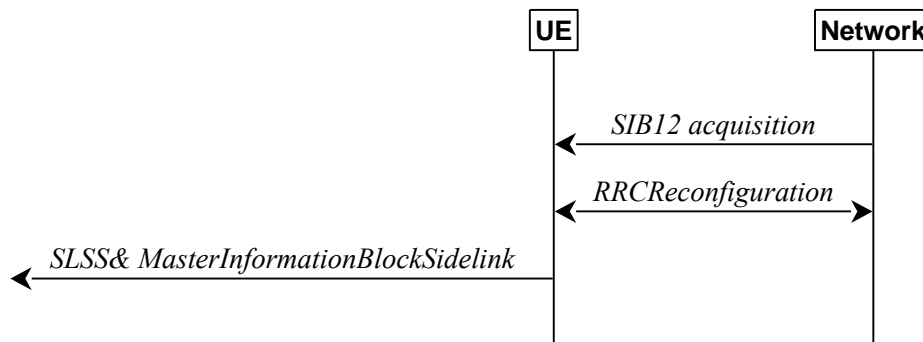 UE
Network
SIB12 acquisition
RRCReconfiguration
SLSS& MasterInformationBlockSidelink